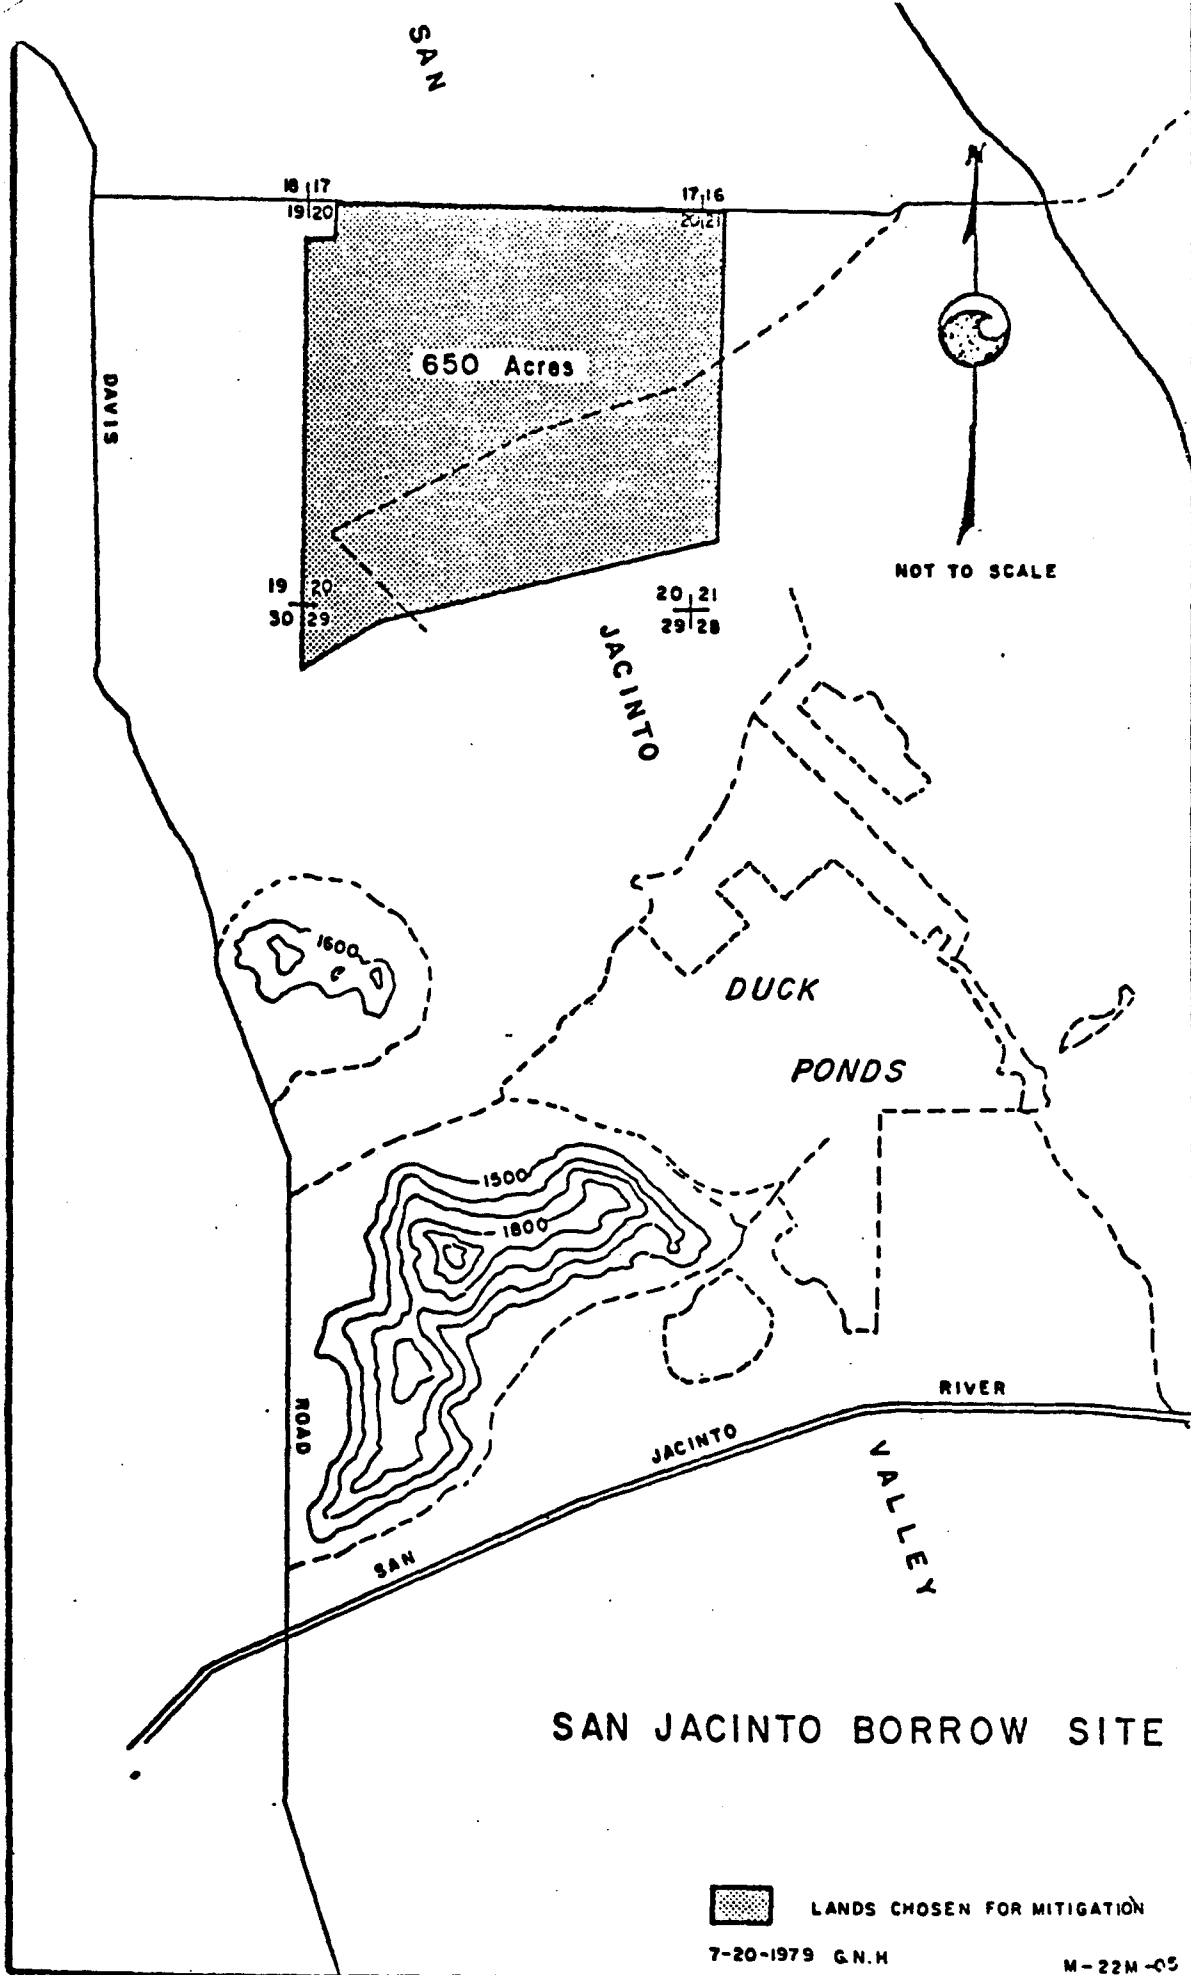 SAN
N
18 17
19 20
17 16
20 21
650 Acres
DAVIS
NOT TO SCALE
19 20
30 29
20 21
29 28
JACINTO
1600
DUCK
PONDS
1500
1800
ROAD
RIVER
JACINTO
SAN
VALLEY
SAN JACINTO BORROW SITE
LANDS CHOSEN FOR MITIGATION
7-20-1979 G.N.H
M-22M-05